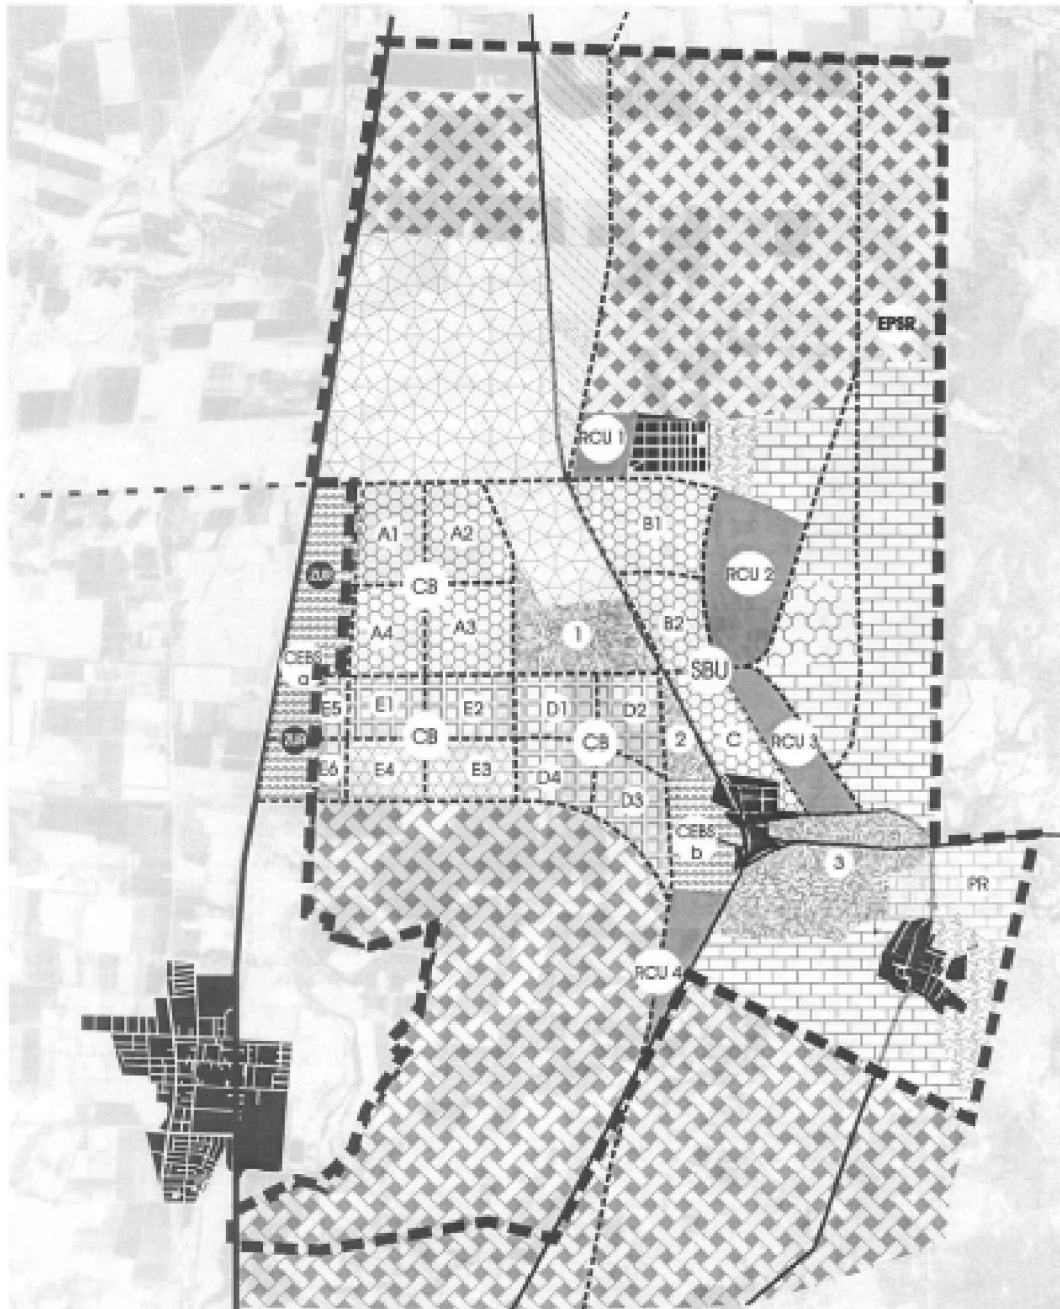 EPSR
RCU 1
A1
A2
B1
CB
RCU 2
A4
A3
1
B2
CEBS
a
SBU
E5
E1
E2
D1
D2
CB
CB
2
C
RCU 3
E6
E4
E3
D4
D3
CEBS
b
3
PR
RCU 4